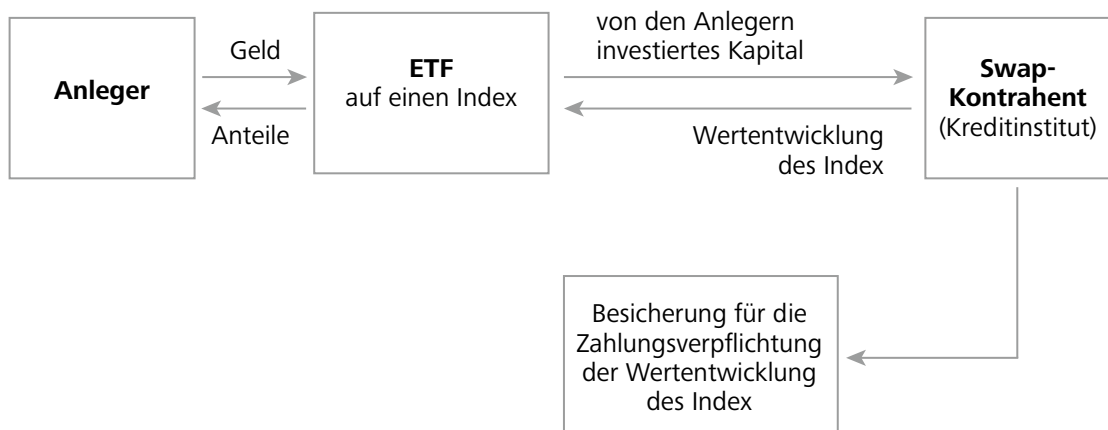 Anleger
Geld
Anteile
ETF
auf einen Index
von den Anlegern
investiertes Kapital
Wertentwicklung
des Index
Swap-
Kontrahent
(Kreditinstitut)
Besicherung für die
Zahlungsverpflichtung
der Wertentwicklung
des Index